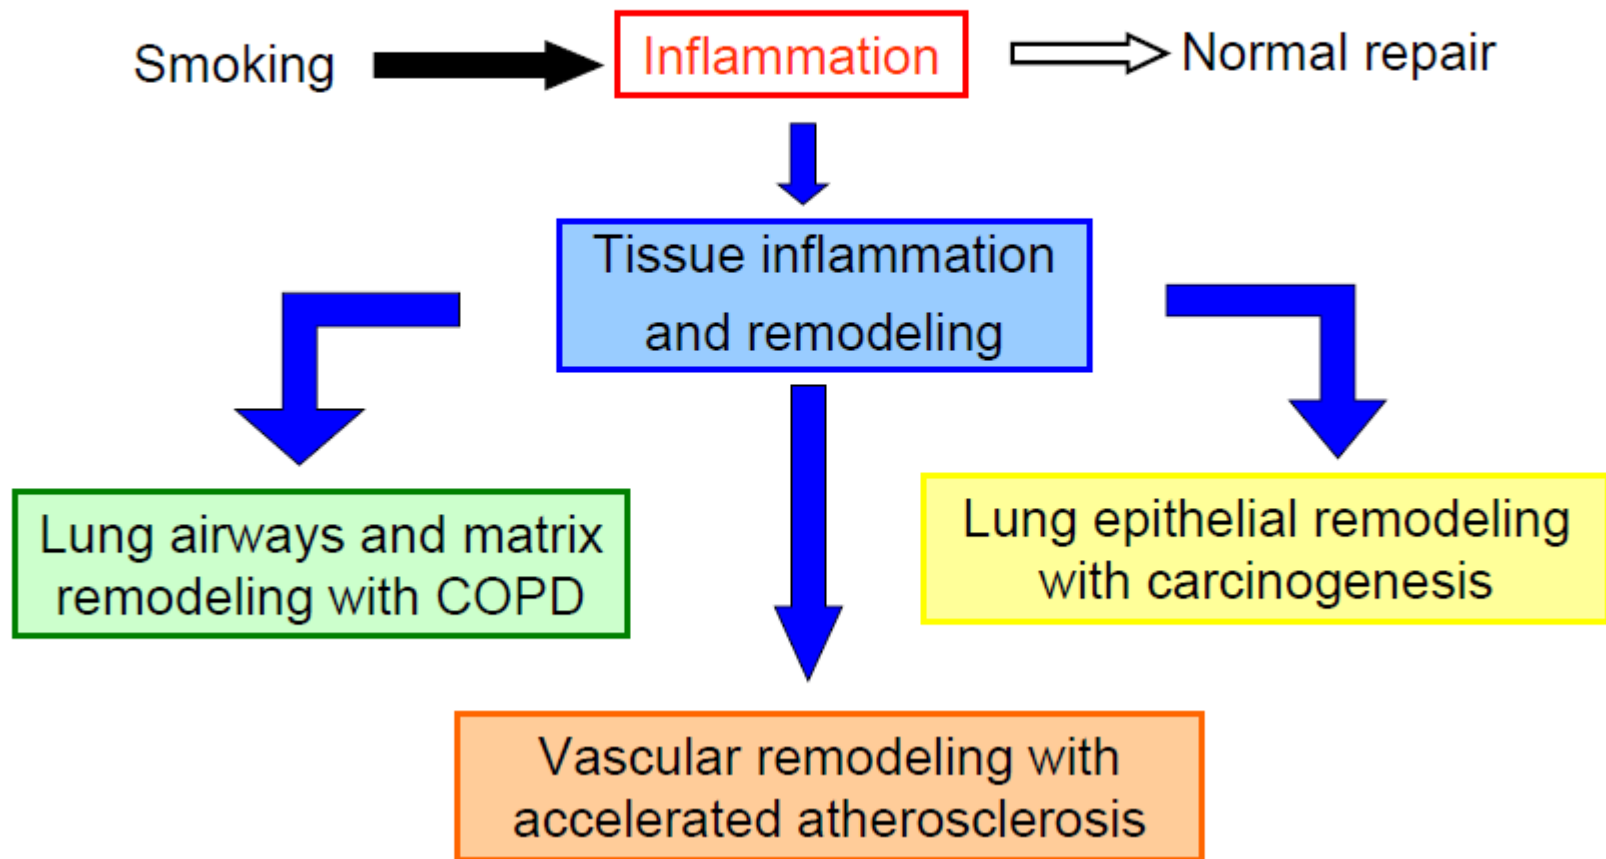 Smoking
Inflammation
Normal repair
Tissue inflammation
and remodeling
Lung airways and matrix
remodeling with COPD
Lung epithelial remodeling
with carcinogenesis
Vascular remodeling with
accelerated atherosclerosis